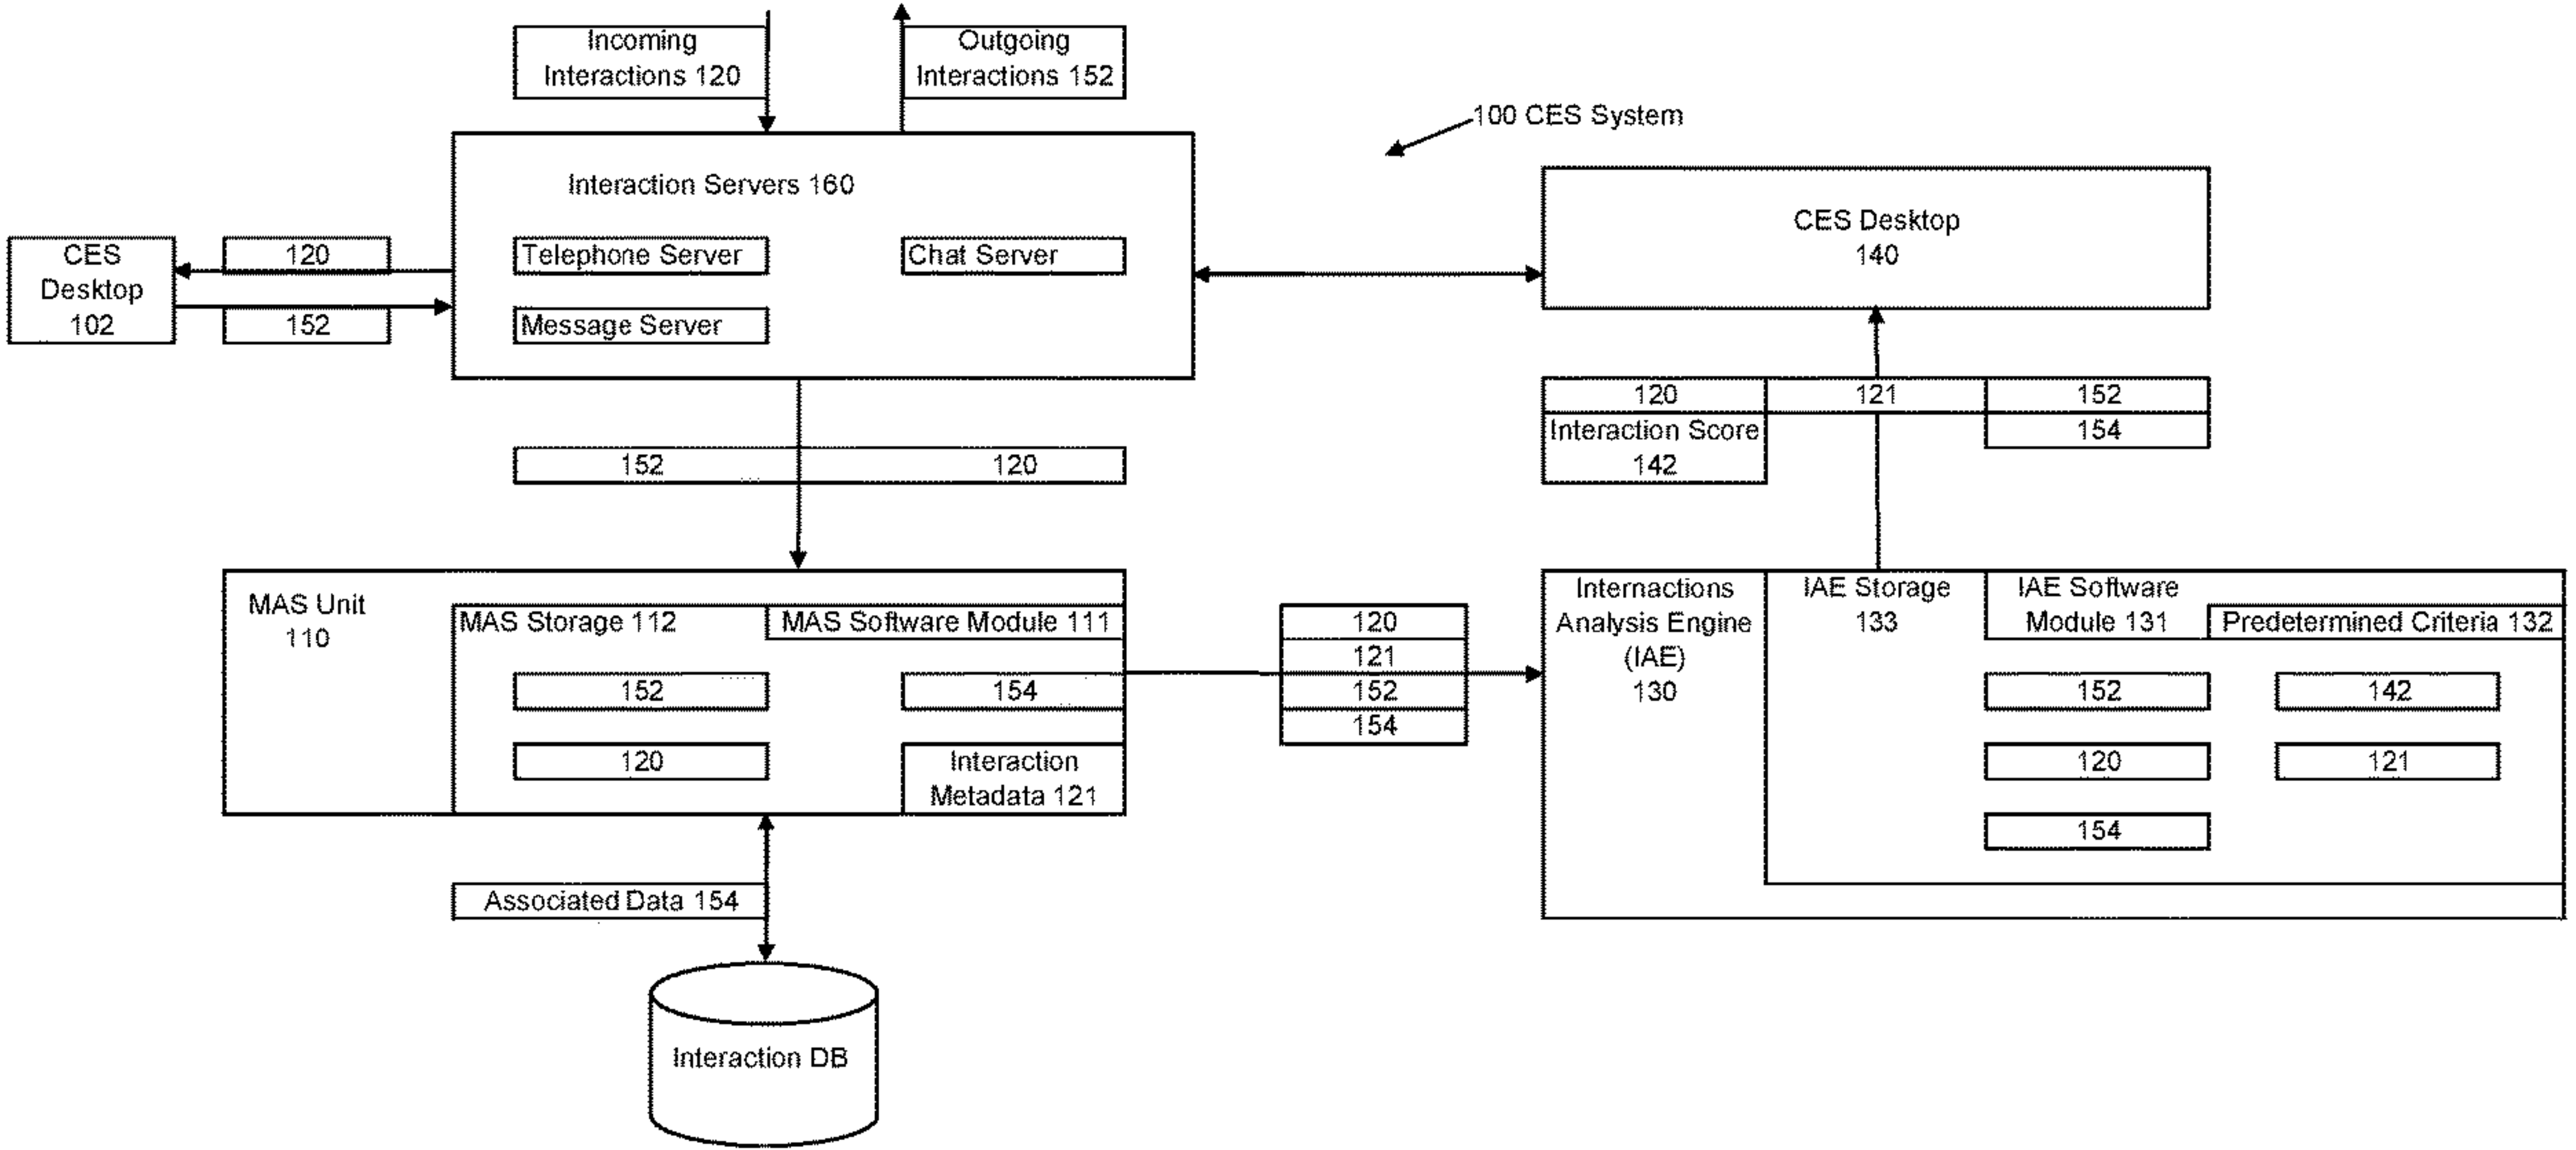 Incoming
Interactions 120
Outgoing
Interactions 152
100 CES System
Interaction Servers 160
Telephone Server
Chat Server
Message Server
CES
Desktop
102
120
152
CES Desktop
140
152
120
120
121
152
Interaction Score
142
154
MAS Unit
110
MAS Storage 112
MAS Software Module 111
152
154
120
Interaction
Metadata 121
120
121
152
154
Internactions
Analysis Engine
(IAE)
130
IAE Storage
133
IAE Software
Module 131
Predetermined Criteria 132
152
142
120
121
154
Associated Data 154
Interaction DB